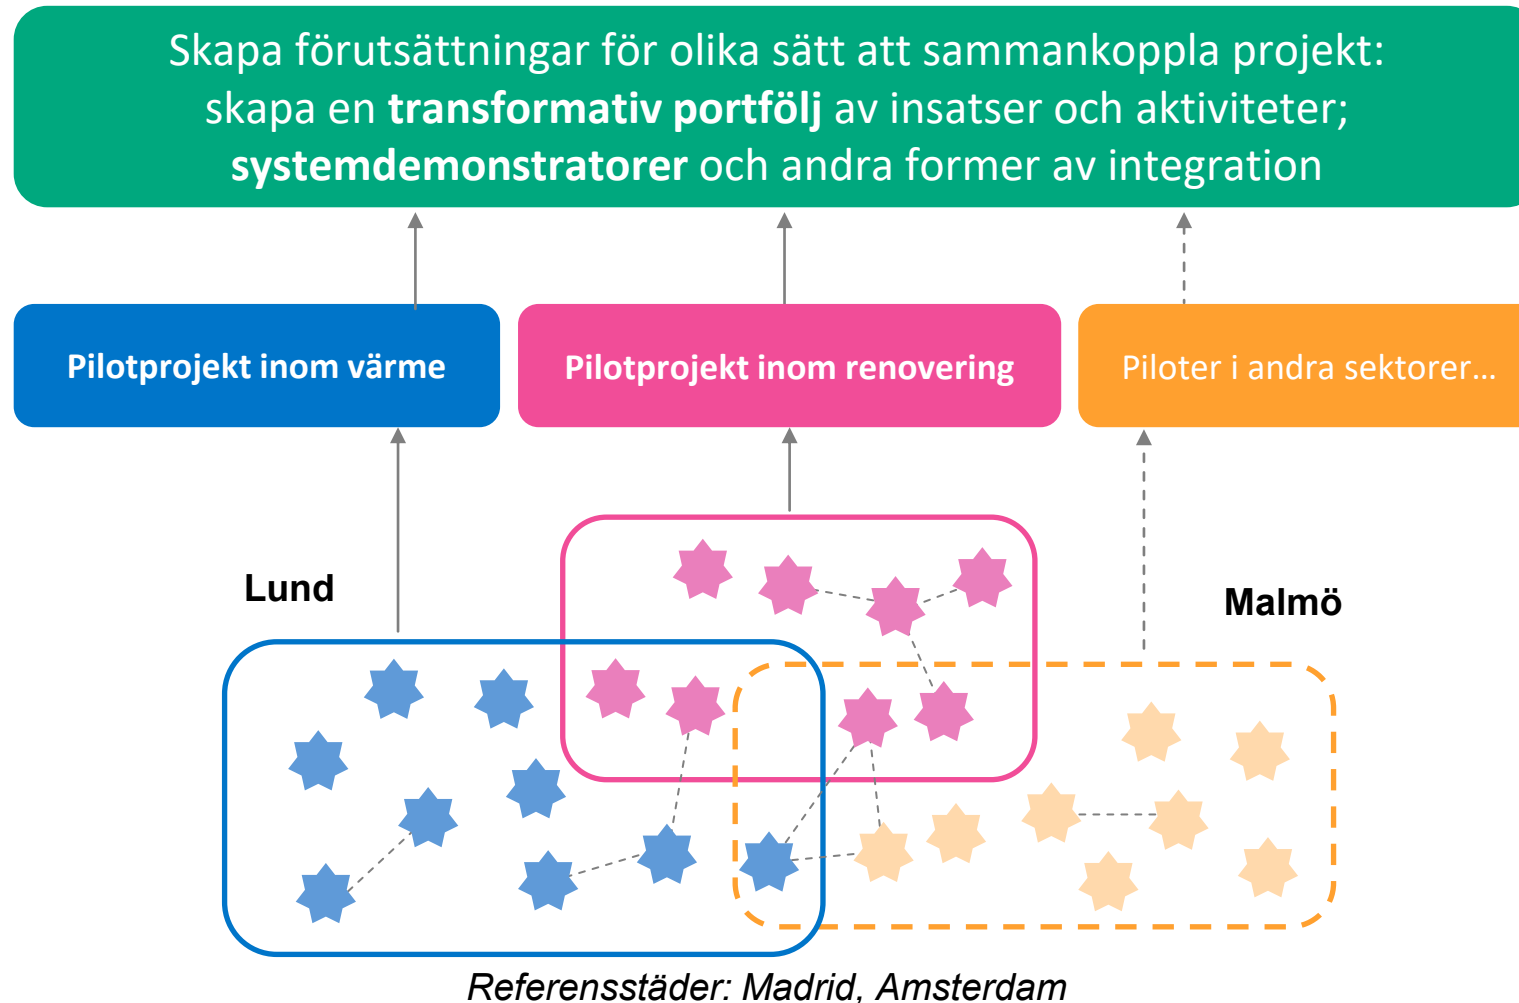 Skapa förutsättningar för olika sätt att sammankoppla projekt:
skapa en transformativ portfölj av insatser och aktiviteter;
systemdemonstratorer och andra former av integration
Pilotprojekt inom värme
Pilotprojekt inom renovering
Piloter i andra sektorer...
Lund
Malmö
Referensstäder: Madrid, Amsterdam